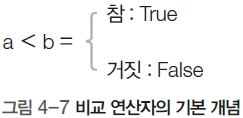 참 : True
a < b =
거짓 : False
그림 4-7 비교 연산자의 기본 개념